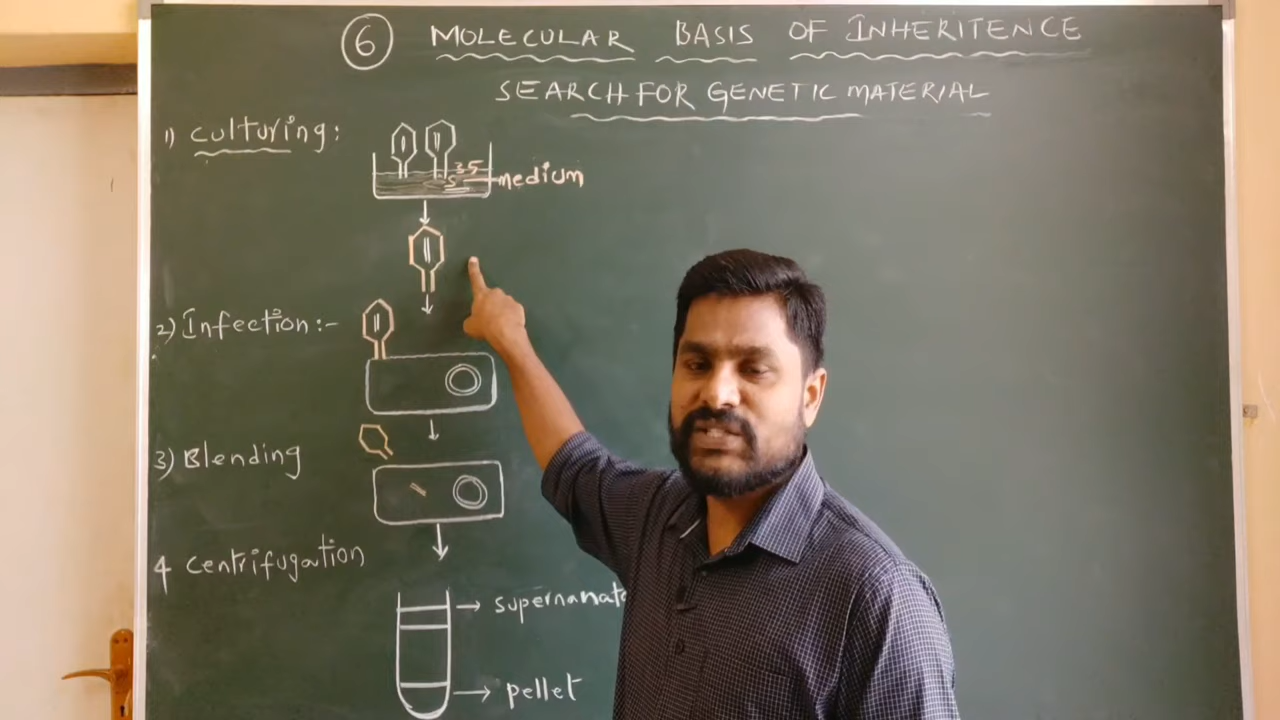 6 MOLECULAR BASIS OF INHERITENCE
SEARCH FOR GENETIC MATERIAL
1) culturing:
35
S
medium
2) Infection:-
3) Blending
4 centrifugation
supernanate
pellet